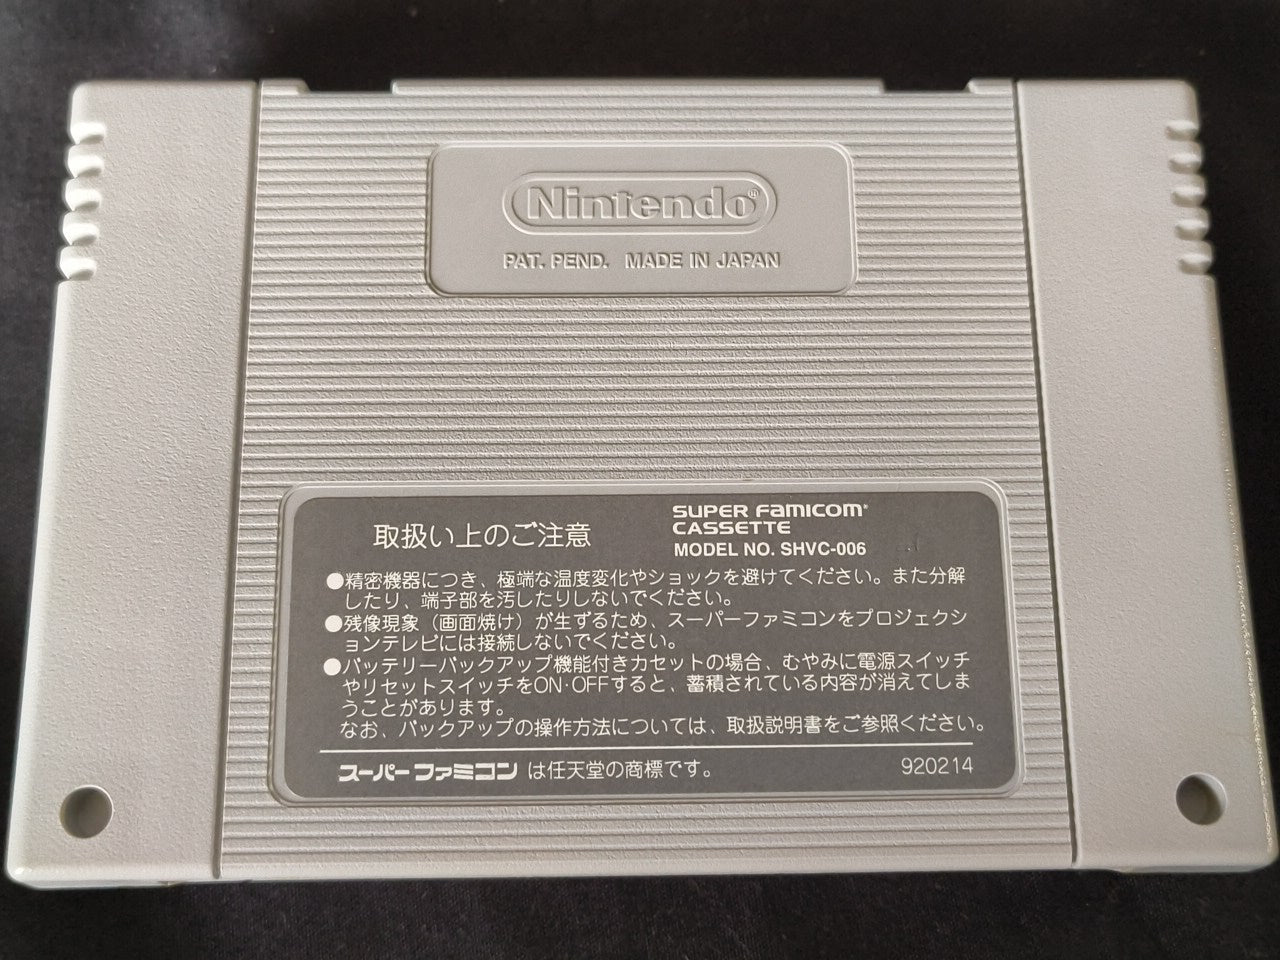 Nintendo®
PAT. PEND. MADE IN JAPAN
取扱い上のご注意
SUPER FAMICOM®
CASSETTE
MODEL NO. SHVC-006
●精密機器につき、極端な温度変化やショックを避けてください。また分解
したり、端子部を汚したりしないでください。
●残像現象（画面焼け）が生ずるため、スーパーファミコンをプロジェクシ
ョンテレビには接続しないでください。
●バッテリーバックアップ機能付きカセットの場合、むやみに電源スイッチ
やリセットスイッチをON·OFFすると、蓄積されている内容が消えてしま
うことがあります。
なお、バックアップの操作方法については、取扱説明書をご参照ください。
スーパーファミコン は任天堂の商標です。
920214